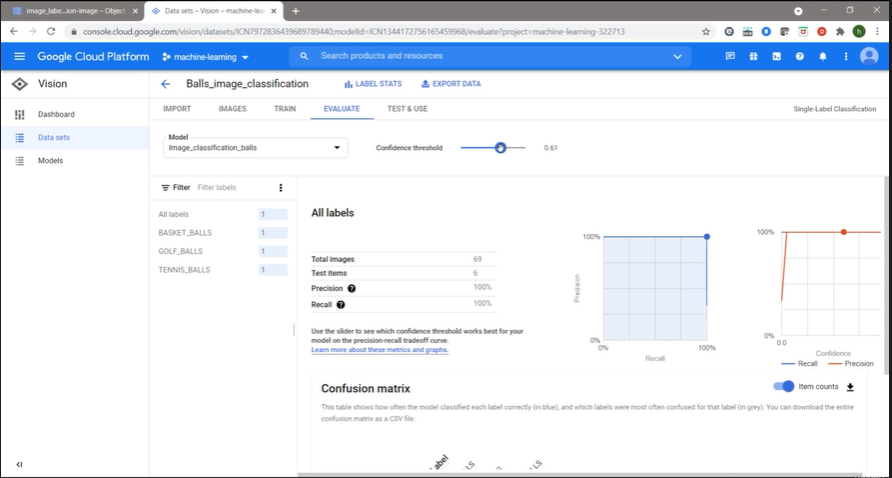 image_labe...ion-image – Object
Data sets – Vision – machine-lea
console.cloud.google.com/vision/datasets/ICN7972836439689789440;modelId=ICN1344172756165459968/evaluate?project=machine-learning-322713
Google Cloud Platform
machine-learning
Search products and resources
h
Vision
Balls_image_classification
LABEL STATS
EXPORT DATA
Dashboard
Data sets
Models
IMPORT
IMAGES
TRAIN
EVALUATE
TEST & USE
Single-Label Classification
Model
Image_classification_balls
Confidence threshold
0.61
Filter
Filter labels
All labels 1
BASKET_BALLS 1
GOLF_BALLS 1
TENNIS_BALLS 1
All labels
Total images 69
Test items 6
Precision 100%
Recall 100%
Use the slider to see which confidence threshold works best for your
model on the precision-recall tradeoff curve.
Learn more about these metrics and graphs.
100%
Precision
0%
0% 100%
Recall
100%
0%
0.0
Confidence
Recall Precision
Confusion matrix
Item counts
This table shows how often the model classified each label correctly (in blue), and which labels were most often confused for that label (in grey). You can download the entire
confusion matrix as a CSV file.